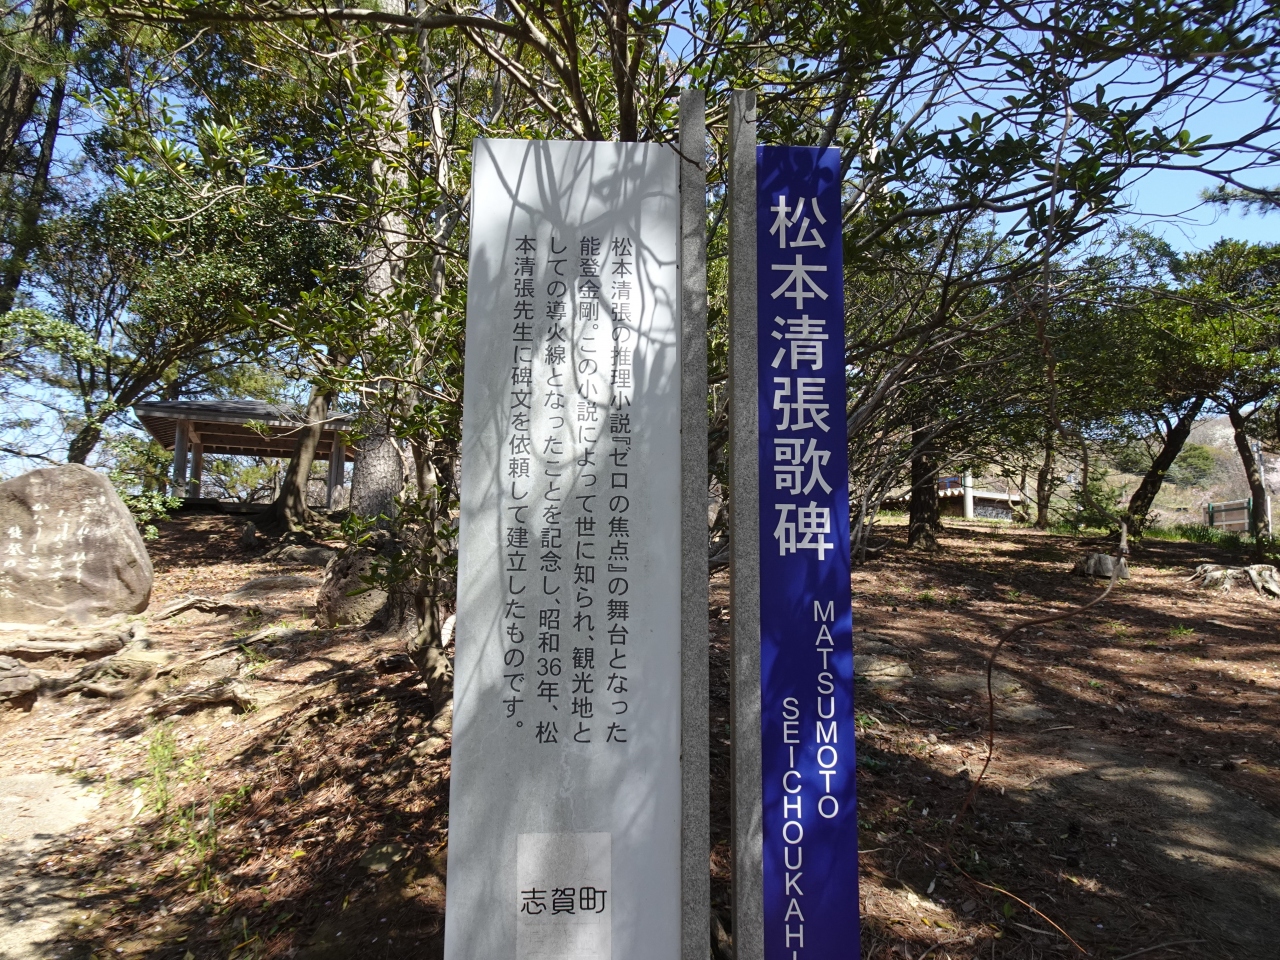 松本清張歌碑
MATSUMOTO
SEICHOUKAHI
松本清張の推理小説『ゼロの焦点』の舞台となった
能登金剛。この小説によって世に知られ、観光地と
しての導火線となったことを記念し、昭和36年、松
本清張先生に碑文を依頼して建立したものです。
志賀町